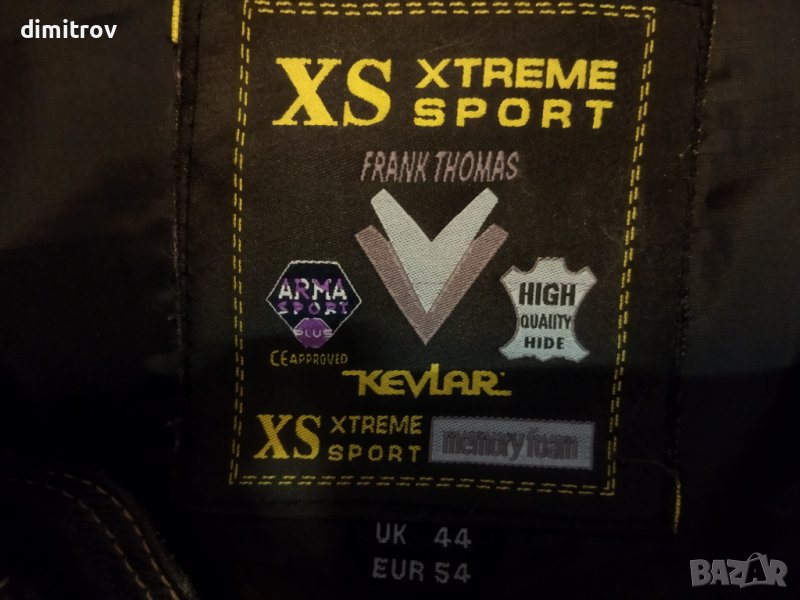 dimitrov
XS XTREME SPORT
FRANK THOMAS
ARMA
SPORT
PLUS
CE APPROVED
HIGH
QUALITY
HIDE
KEVLAR
XS XTREME SPORT
memory foam
UK 44
EUR 54
BAZAR